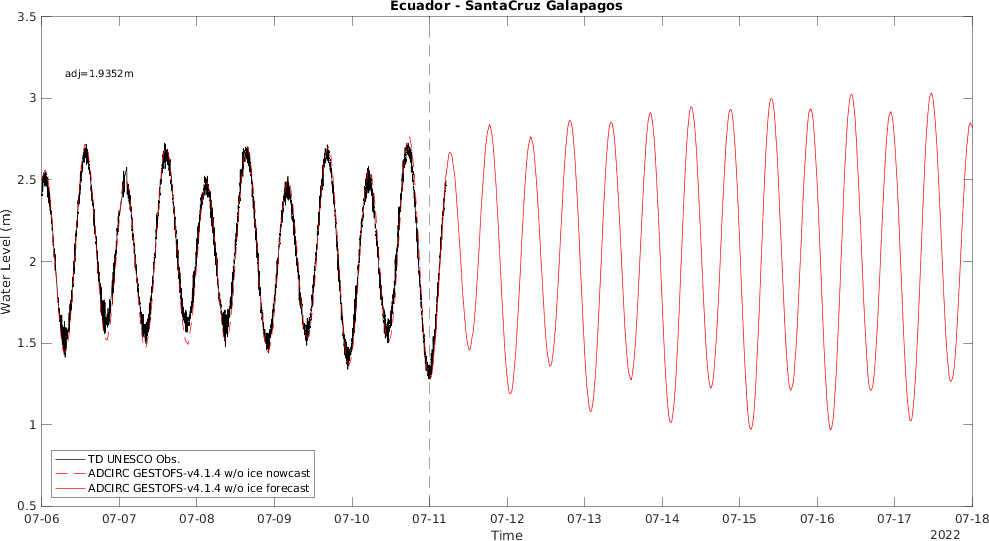 Ecuador - SantaCruz Galapagos
3.5
adj=1.9352m
3
2.5
2
1.5
1
0.5
Water Level (m)
TD UNESCO Obs.
ADCIRC GESTOFS-v4.1.4 w/o ice nowcast
ADCIRC GESTOFS-v4.1.4 w/o ice forecast
07-06 07-07 07-08 07-09 07-10 07-11 07-12 07-13 07-14 07-15 07-16 07-17 07-18
Time
2022